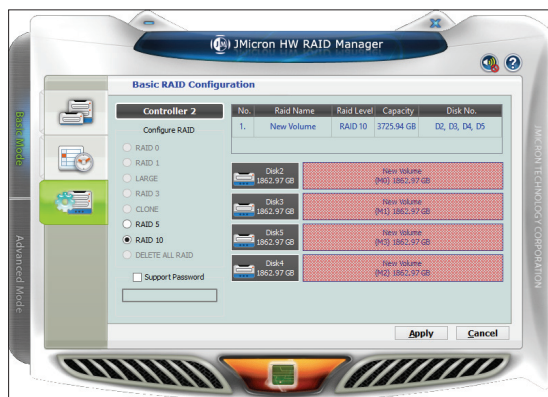 JMicron HW RAID Manager
Basic RAID Configuration
Basic Mode
Advanced Mode
Controller 2
Configure RAID
RAID 0
RAID 1
LARGE
RAID 3
CLONE
RAID 5
RAID 10
DELETE ALL RAID
Support Password
No. Raid Name Raid Level Capacity Disk No.
1. New Volume RAID 10 3725.94 GB D2, D3, D4, D5
Disk2
1862.97 GB
New Volume
(M0) 1862.97 GB
Disk3
1862.97 GB
New Volume
(M1) 1862.97 GB
Disk5
1862.97 GB
New Volume
(M3) 1862.97 GB
Disk4
1862.97 GB
New Volume
(M2) 1862.97 GB
Apply Cancel
JMICRON TECHNOLOGY CORPORATION